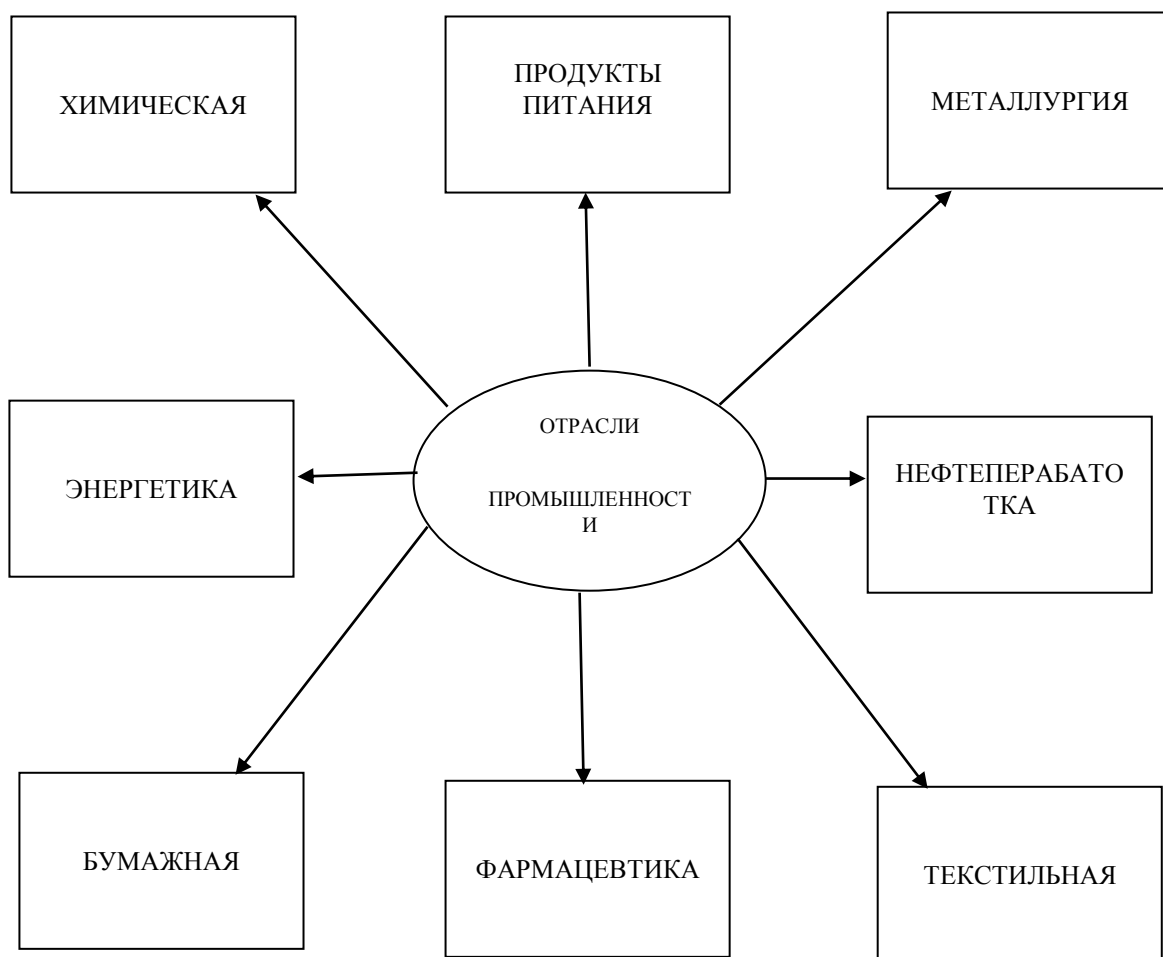 ХИМИЧЕСКАЯ
ПРОДУКТЫ
ПИТАНИЯ
МЕТАЛЛУРГИЯ
ЭНЕРГЕТИКА
ОТРАСЛИ
ПРОМЫШЛЕННОСТ
И
НЕФТЕПЕРАБАТО
ТКА
БУМАЖНАЯ
ФАРМАЦЕВТИКА
ТЕКСТИЛЬНАЯ